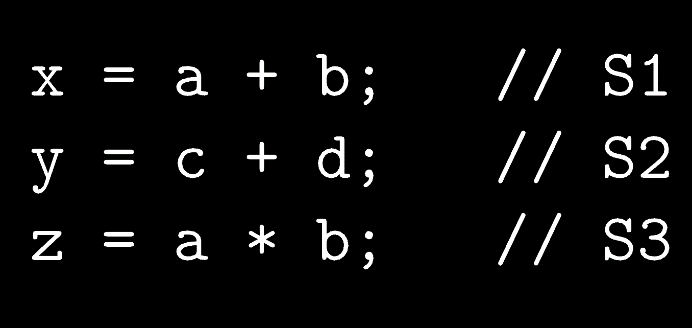 x = a + b;   // S1
y = c + d;   // S2
z = a * b;   // S3